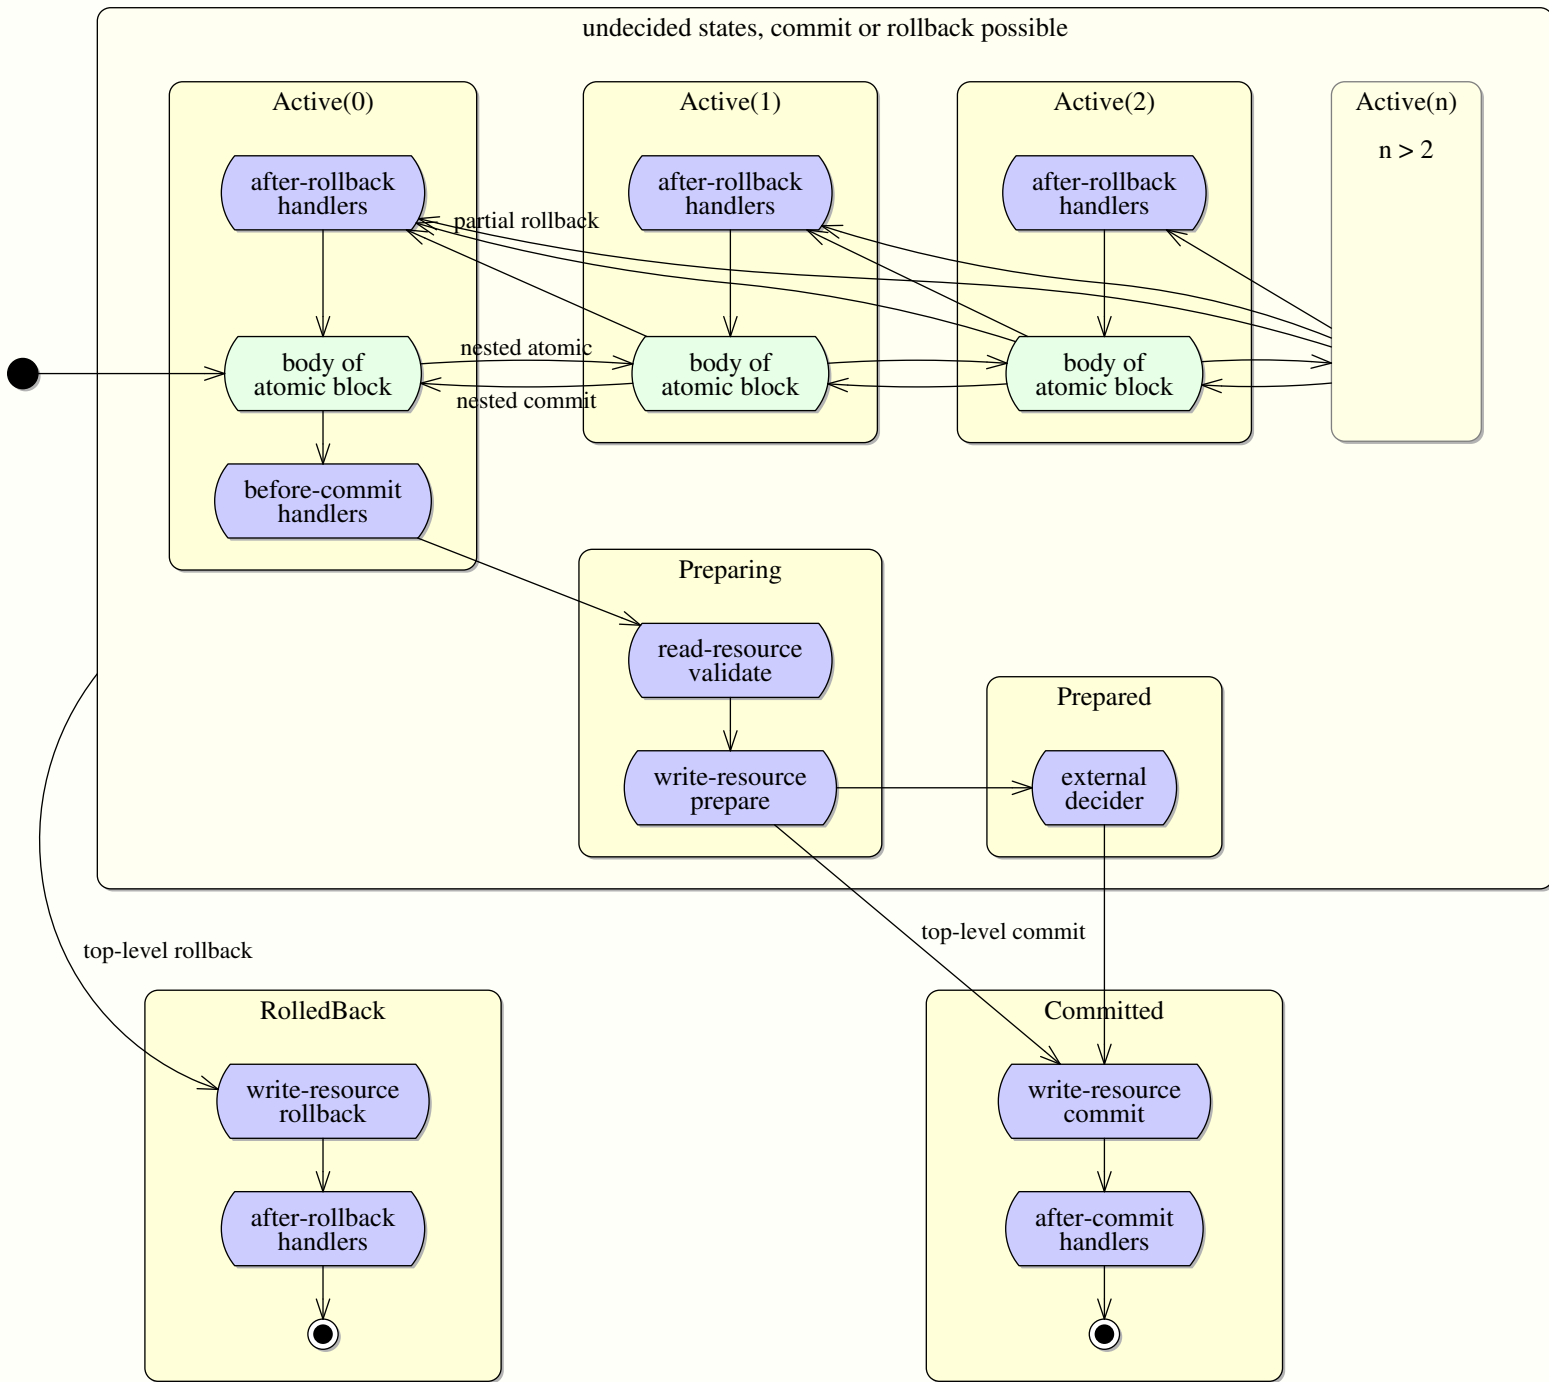 undecided states, commit or rollback possible
Active(0)
Active(1)
Active(2)
Active(n)
n > 2
after-rollback
handlers
after-rollback
handlers
after-rollback
handlers
partial rollback
nested atomic
body of
atomic block
body of
atomic block
body of
atomic block
nested commit
before-commit
handlers
Preparing
read-resource
validate
Prepared
write-resource
prepare
external
decider
top-level commit
top-level rollback
RolledBack
Committed
write-resource
rollback
write-resource
commit
after-rollback
handlers
after-commit
handlers